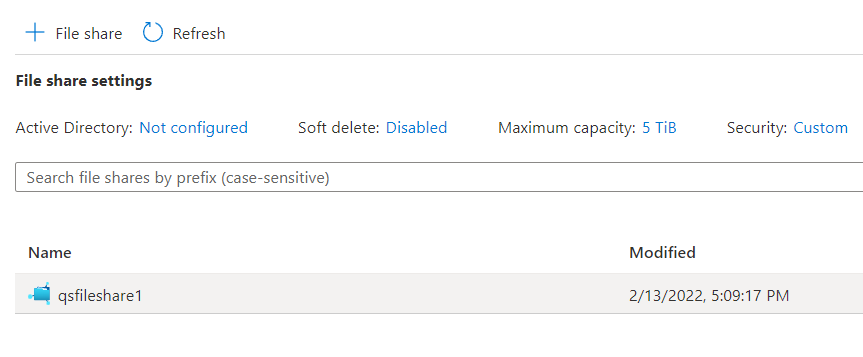 File share Refresh
File share settings
Active Directory: Not configured Soft delete: Disabled Maximum capacity: 5 TiB Security: Custom
Search file shares by prefix (case-sensitive)
Name Modified
qsfileshare1 2/13/2022, 5:09:17 PM